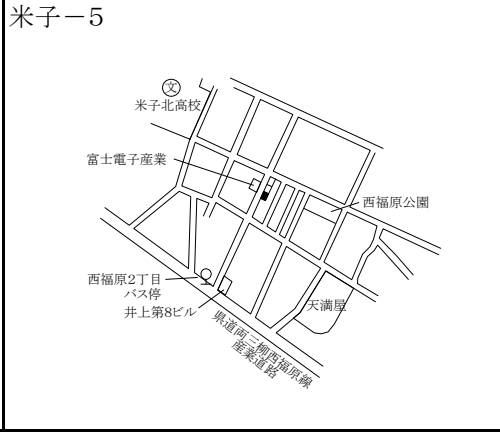 米子－5
文
米子北高校
富士電子産業
西福原公園
西福原2丁目
バス停
井上第8ビル
天満屋
県道両三柳西福原線
産業道路